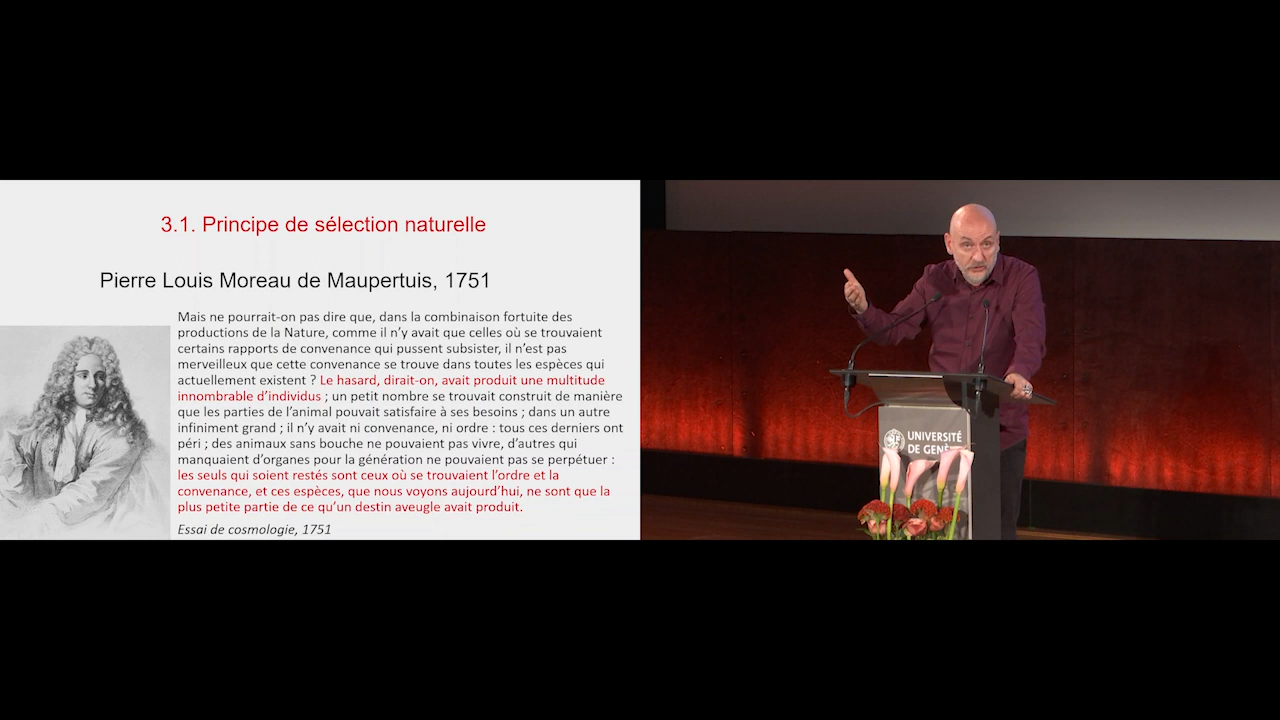 3.1. Principe de sélection naturelle
Pierre Louis Moreau de Maupertuis, 1751
Mais ne pourrait-on pas dire que, dans la combinaison fortuite des
productions de la Nature, comme il n’y avait que celles où se trouvaient
certains rapports de convenance qui pussent subsister, il n’est pas
merveilleux que cette convenance se trouve dans toutes les espèces qui
actuellement existent ? Le hasard, dirait-on, avait produit une multitude
innombrable d’individus ; un petit nombre se trouvait construit de manière
que les parties de l’animal pouvait satisfaire à ses besoins ; dans un autre
infiniment grand ; il n’y avait ni convenance, ni ordre : tous ces derniers ont
péri ; des animaux sans bouche ne pouvaient pas vivre, d’autres qui
manquaient d’organes pour la génération ne pouvaient pas se perpétuer :
les seuls qui soient restés sont ceux où se trouvaient l’ordre et la
convenance, et ces espèces, que nous voyons aujourd’hui, ne sont que la
plus petite partie de ce qu’un destin aveugle avait produit.
Essai de cosmologie, 1751
UNIVERSITÉ
DE GENÈVE